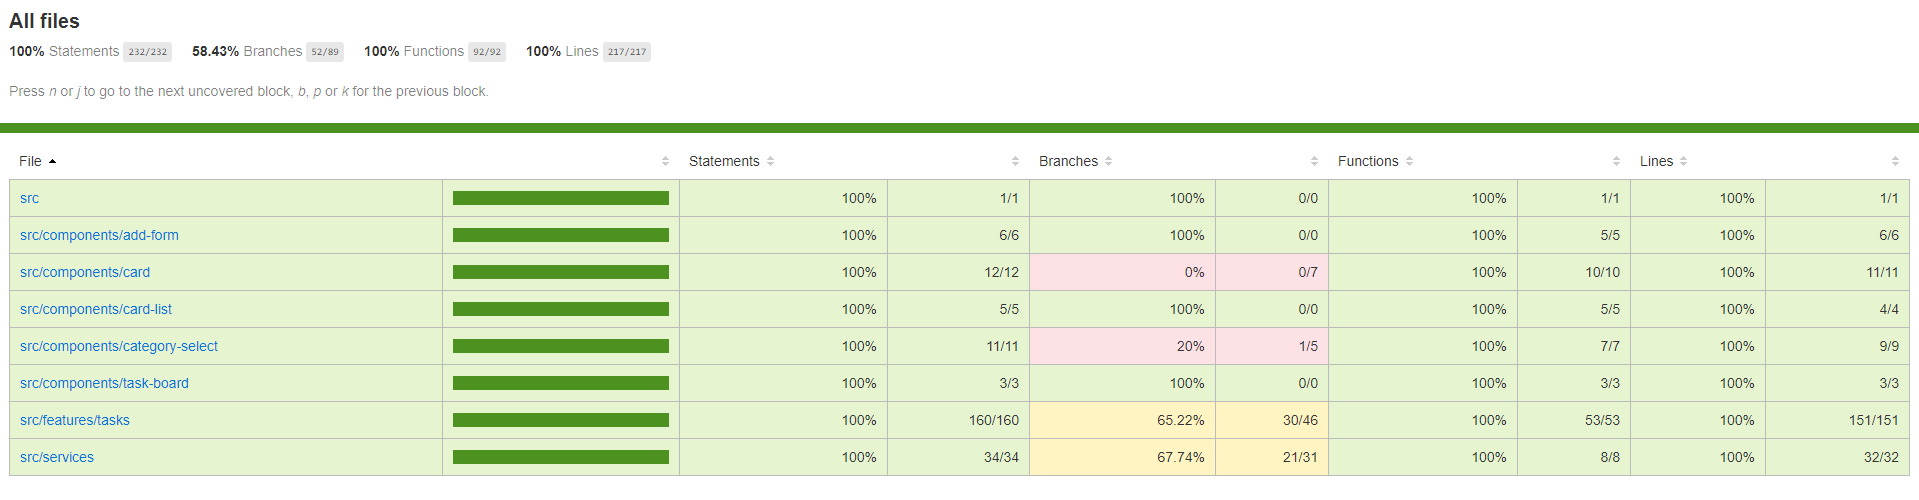 All files
100% Statements 232/232 58.43% Branches 52/89 100% Functions 92/92 100% Lines 217/217
Press n or j to go to the next uncovered block, b, p or k for the previous block.
File Statements Branches Functions Lines
src 100% 1/1 100% 0/0 100% 1/1 100% 1/1
src/components/add-form 100% 6/6 100% 0/0 100% 5/5 100% 6/6
src/components/card 100% 12/12 0% 0/7 100% 10/10 100% 11/11
src/components/card-list 100% 5/5 100% 0/0 100% 5/5 100% 4/4
src/components/category-select 100% 11/11 20% 1/5 100% 7/7 100% 9/9
src/components/task-board 100% 3/3 100% 0/0 100% 3/3 100% 3/3
src/features/tasks 100% 160/160 65.22% 30/46 100% 53/53 100% 151/151
src/services 100% 34/34 67.74% 21/31 100% 8/8 100% 32/32